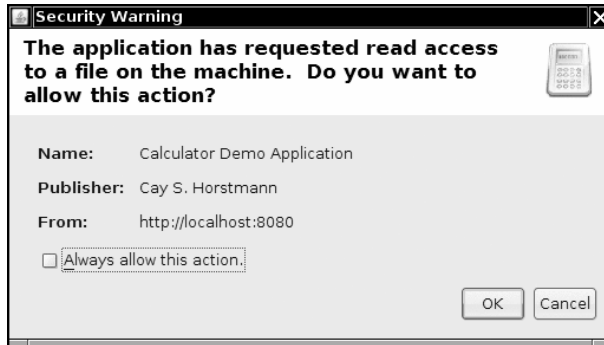 Security Warning
The application has requested read access
to a file on the machine. Do you want to
allow this action?
Name: Calculator Demo Application
Publisher: Cay S. Horstmann
From: http://localhost:8080
Always allow this action.
OK Cancel